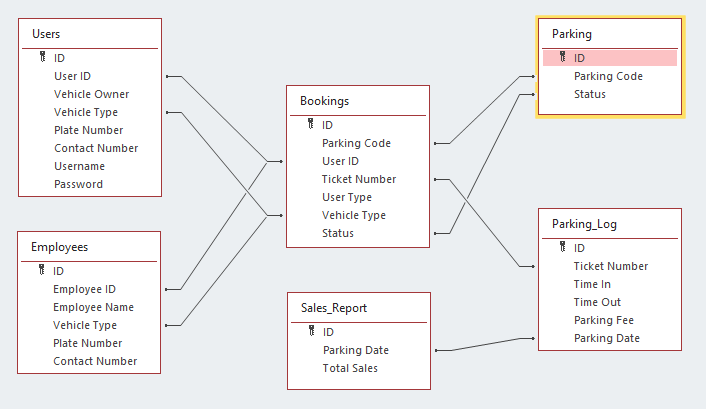 Users
ID
User ID
Vehicle Owner
Vehicle Type
Plate Number
Contact Number
Username
Password
Employees
ID
Employee ID
Employee Name
Vehicle Type
Plate Number
Contact Number
Bookings
ID
Parking Code
User ID
Ticket Number
User Type
Vehicle Type
Status
Sales_Report
ID
Parking Date
Total Sales
Parking
ID
Parking Code
Status
Parking_Log
ID
Ticket Number
Time In
Time Out
Parking Fee
Parking Date